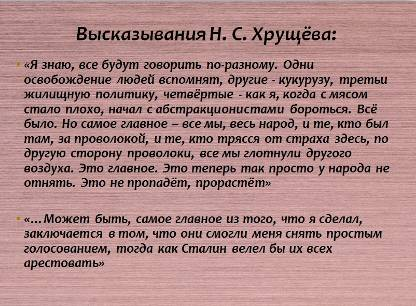 Высказывания Н. С. Хрущёва:
«Я знаю, все будут говорить по-разному. Одни
освобождение людей вспомнят, другие - кукурузу, третьи
жилищную политику, четвёртые - как я, когда с мясом
стало плохо, начал с абстракционистами бороться. Всё
было. Но самое главное – все мы, весь народ, и те, кто был
там, за проволокой, и те, кто трясся от страха здесь, по
другую сторону проволоки, все мы глотнули другого
воздуха. Это главное. Это теперь так просто у народа не
отнять. Это не пропадёт, прорастёт»
«...Может быть, самое главное из того, что я сделал,
заключается в том, что они смогли меня снять простым
голосованием, тогда как Сталин велел бы их всех
арестовать»